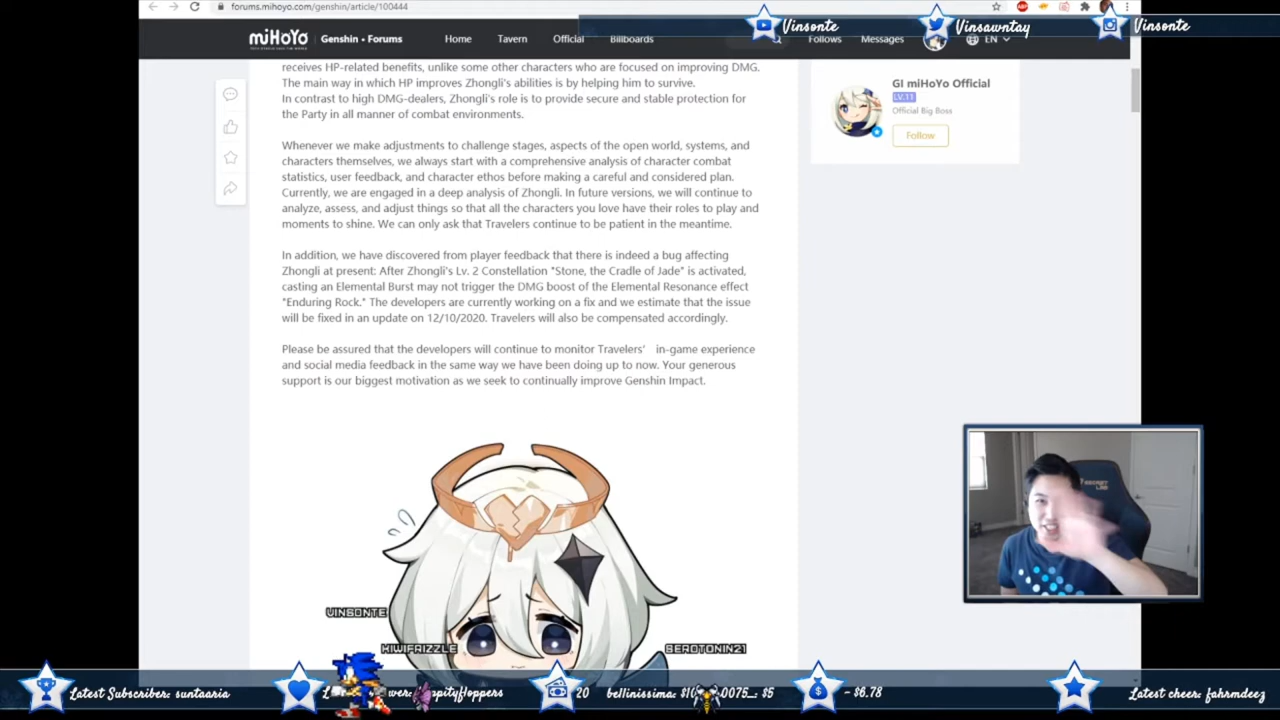 forums.mihoyo.com/genshin/article/100444
ABP
Vinsonte
Vinsawntay
Vinsonte
miHoYo
Genshin • Forums
Home
Tavern
Official
Billboards
Follows
Messages
EN
receives HP-related benefits, unlike some other characters who are focused on improving DMG.
The main way in which HP improves Zhongli's abilities is by helping him to survive.
In contrast to high DMG-dealers, Zhongli's role is to provide secure and stable protection for
the Party in all manner of combat environments.
Whenever we make adjustments to challenge stages, aspects of the open world, systems, and
characters themselves, we always start with a comprehensive analysis of character combat
statistics, user feedback, and character ethos before making a careful and considered plan.
Currently, we are engaged in a deep analysis of Zhongli. In future versions, we will continue to
analyze, assess, and adjust things so that all the characters you love have their roles to play and
moments to shine. We can only ask that Travelers continue to be patient in the meantime.
In addition, we have discovered from player feedback that there is indeed a bug affecting
Zhongli at present: After Zhongli's Lv. 2 Constellation "Stone, the Cradle of Jade" is activated,
casting an Elemental Burst may not trigger the DMG boost of the Elemental Resonance effect
"Enduring Rock." The developers are currently working on a fix and we estimate that the issue
will be fixed in an update on 12/10/2020. Travelers will also be compensated accordingly.
Please be assured that the developers will continue to monitor Travelers' in-game experience
and social media feedback in the same way we have been doing up to now. Your generous
support is our biggest motivation as we seek to continually improve Genshin Impact.
GI miHoYo Official
LV.11
Official Big Boss
Follow
SECRET LAB
VINSONTE
KIWIFRIZZLE
SEROTONIN21
Latest Subscriber: suntaaria
20
bellinissima:
0075_: $5
- $6.78
Latest cheer: fahrmdeez